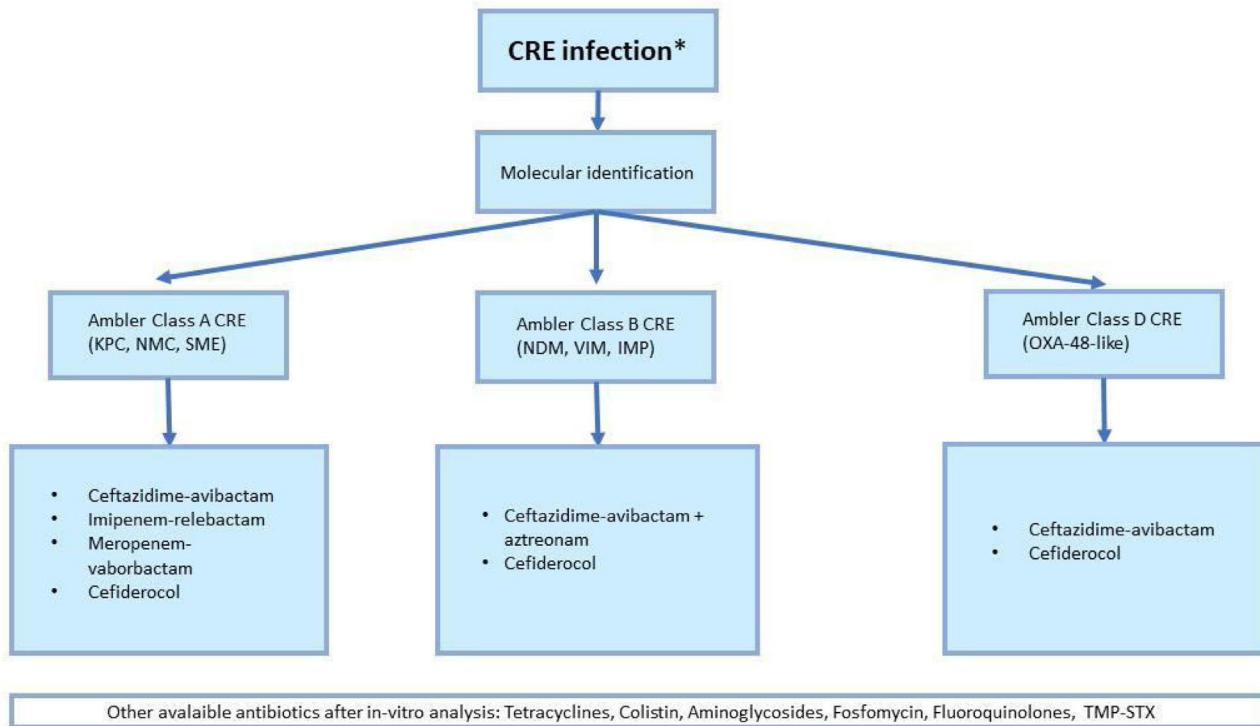 CRE infection*
Molecular identification
Ambler Class A CRE
(KPC, NMC, SME)
Ambler Class B CRE
(NDM, VIM, IMP)
Ambler Class D CRE
(OXA-48-like)
• Ceftazidime-avibactam
• Imipenem-relebactam
• Meropenem-
vaborbactam
• Cefiderocol
• Ceftazidime-avibactam +
aztreonam
• Cefiderocol
• Ceftazidime-avibactam
• Cefiderocol
Other avalaible antibiotics after in-vitro analysis: Tetracyclines, Colistin, Aminoglycosides, Fosfomycin, Fluoroquinolones, TMP-STX